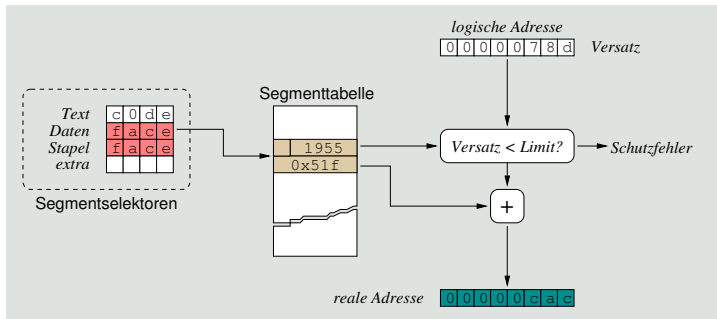 logische Adresse
0 0 0 0 0 7 8 d Versatz
Segmenttabelle
Text c 0 d e
Daten f a c e
Stapel f a c e
extra
1955
0x51f
Versatz < Limit?
Schutzfehler
Segmentselektoren
+
reale Adresse 0 0 0 0 0 c a c